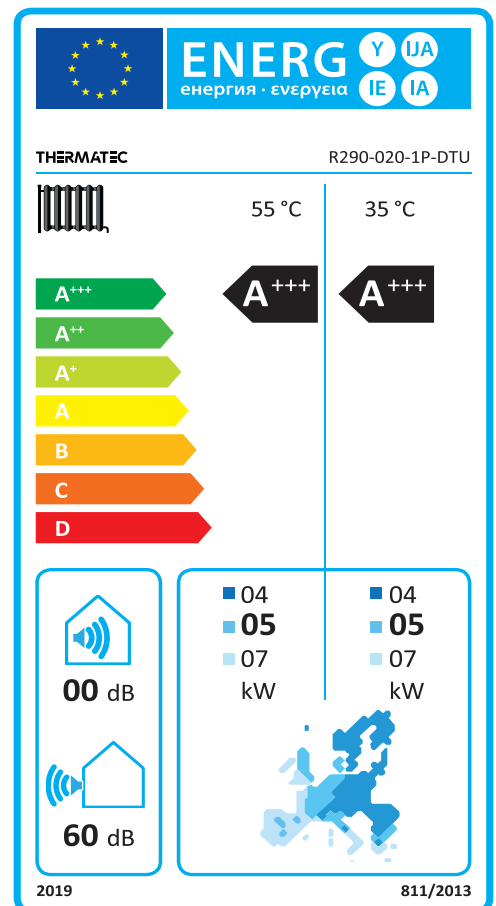 ENERG
енергия · ενεργεια
Y IJA
IE IA
THERMATEC R290-020-1P-DTU
55 °C 35 °C
A+++ A+++
A+++
A++
A+
A
B
C
D
04 04
05 05
07 07
kW kW
00 dB
60 dB
2019 811/2013